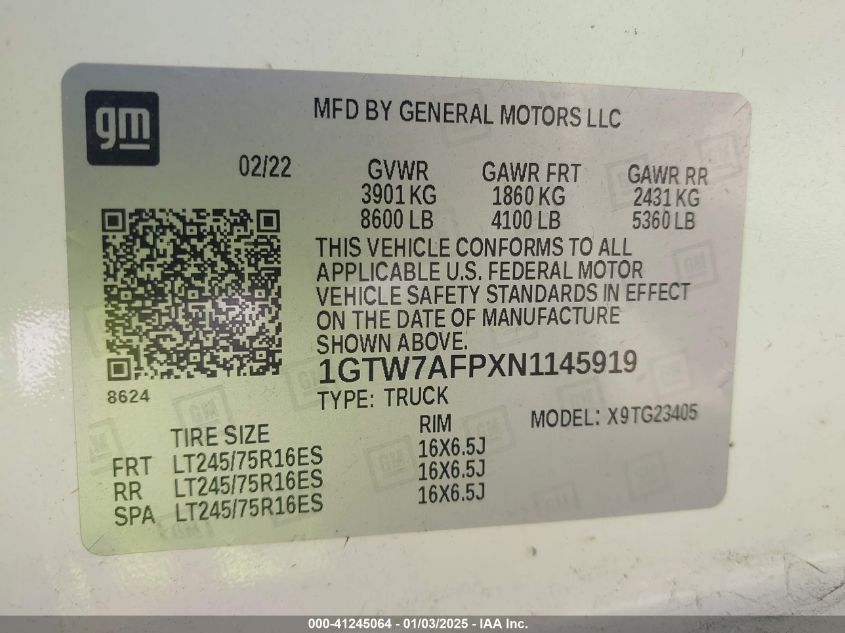 gm
MFD BY GENERAL MOTORS LLC
02/22 GVWR GAWR FRT GAWR RR
3901 KG 1860 KG 2431 KG
8600 LB 4100 LB 5360 LB
THIS VEHICLE CONFORMS TO ALL
APPLICABLE U.S. FEDERAL MOTOR
VEHICLE SAFETY STANDARDS IN EFFECT
ON THE DATE OF MANUFACTURE
SHOWN ABOVE.
1GTW7AFPXN1145919
8624
TYPE: TRUCK
MODEL: X9TG23405
TIRE SIZE RIM
FRT LT245/75R16ES 16X6.5J
RR LT245/75R16ES 16X6.5J
SPA LT245/75R16ES 16X6.5J
000-41245064 - 01/03/2025 - IAA Inc.